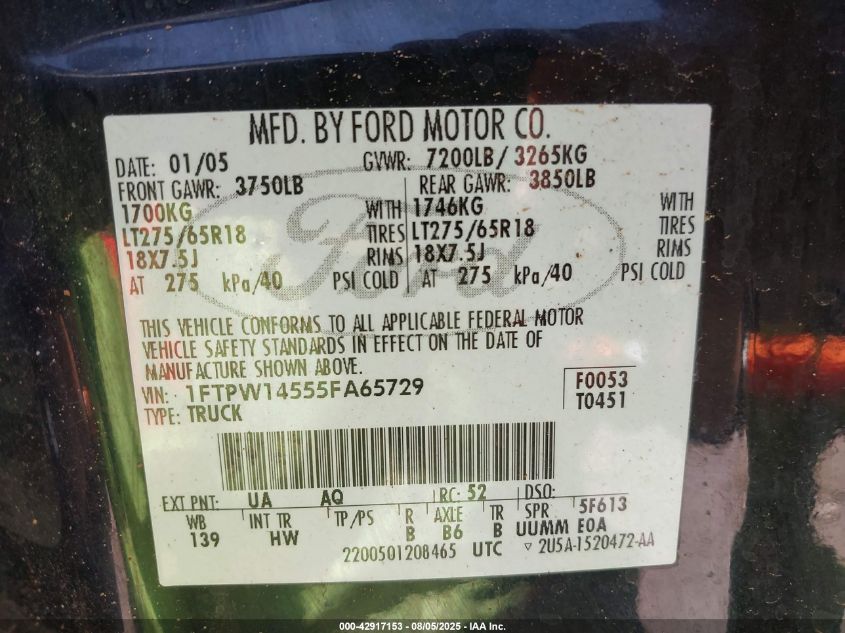 MFD. BY FORD MOTOR CO.
DATE: 01/05 GVWR: 7200LB/ 3265KG
FRONT GAWR: 3750LB REAR GAWR: 3850LB
1700KG WITH 1746KG WITH
LT275/65R18 TIRES LT275/65R18 TIRES
18X7.5J RIMS 18X7.5J RIMS
AT 275 kPa/40 PSI COLD AT 275 kPa/40 PSI COLD
Ford
THIS VEHICLE CONFORMS TO ALL APPLICABLE FEDERAL MOTOR
VEHICLE SAFETY STANDARDS IN EFFECT ON THE DATE OF
MANUFACTURE SHOWN ABOVE.
VIN: 1FTPW14555FA65729 F0053
TYPE: TRUCK T0451
EXT PNT: UA AQ RC: 52 DSO:
WB INT TR TP/PS R AXLE TR SPR 5F613
139 HW B B6 B UUMM E0A
2200501208465 UTC ▽ 2U5A-1520472-AA
000-42917153 - 08/05/2025 - IAA Inc.